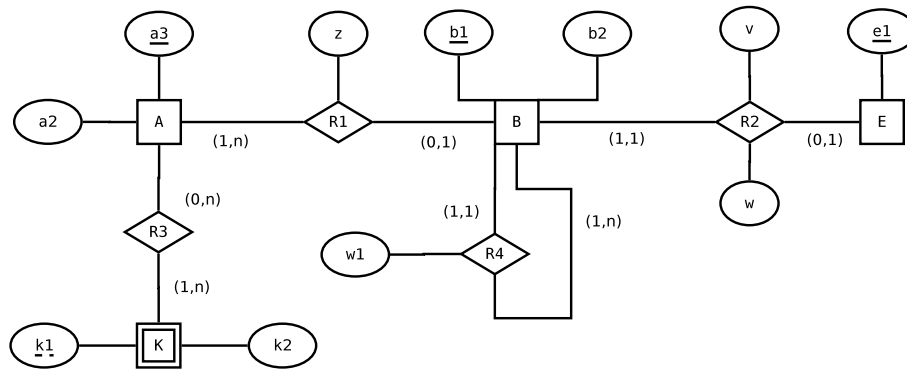 a3
z
b1
b2
v
e1
a2
A
R1
B
R2
E
(1,n)
(0,1)
(1,1)
(0,1)
(0,n)
w
R3
(1,1)
(1,n)
w1
R4
(1,n)
k1
K
k2